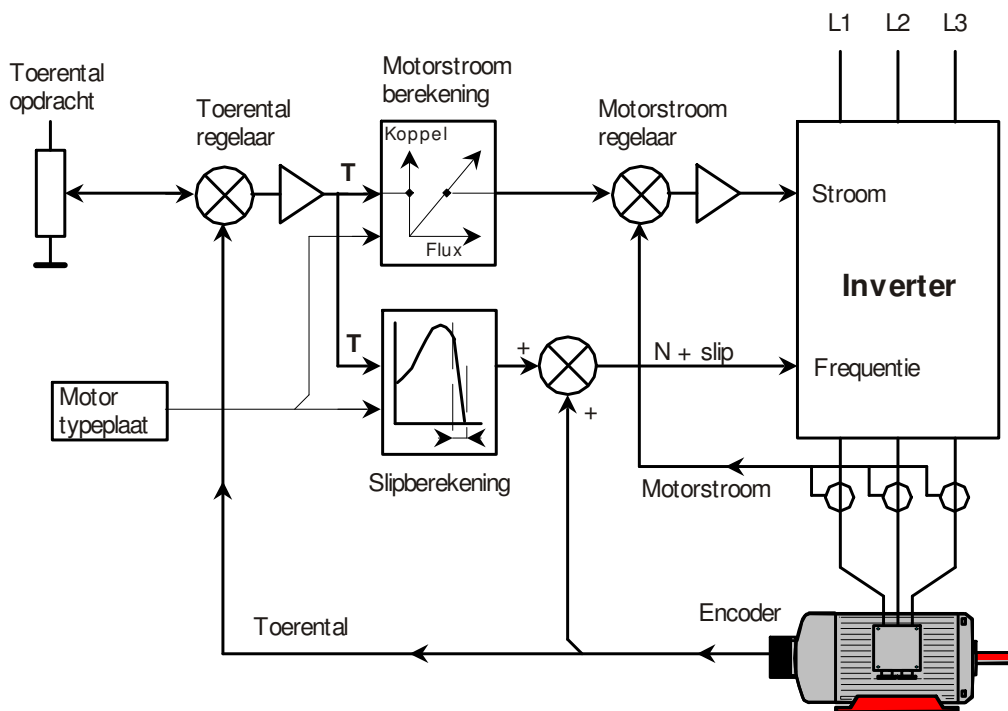 L1 L2 L3
Toerental
opdracht
Toerental
regelaar
Motorstroom
berekening
Motorstroom
regelaar
Koppel
T
Flux
Stroom
Inverter
T
+
N + slip
Frequentie
+
Motor
typeplaat
Slipberekening
Motorstroom
Toerental
Encoder